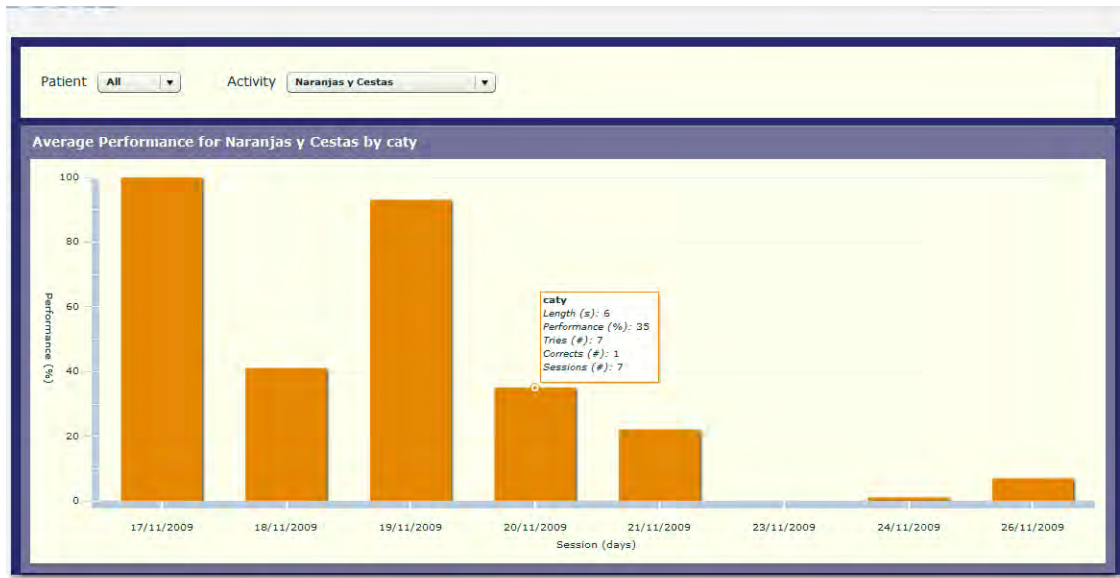 Patient All Activity Naranjas y Cestas
Average Performance for Naranjas y Cestas by caty
100
80
60
40
20
0
Performance (%)
caty
Length (s): 6
Performance (%): 35
Tries (#): 7
Corrects (#): 1
Sessions (#): 7
17/11/2009 18/11/2009 19/11/2009 20/11/2009 21/11/2009 23/11/2009 24/11/2009 26/11/2009
Session (days)